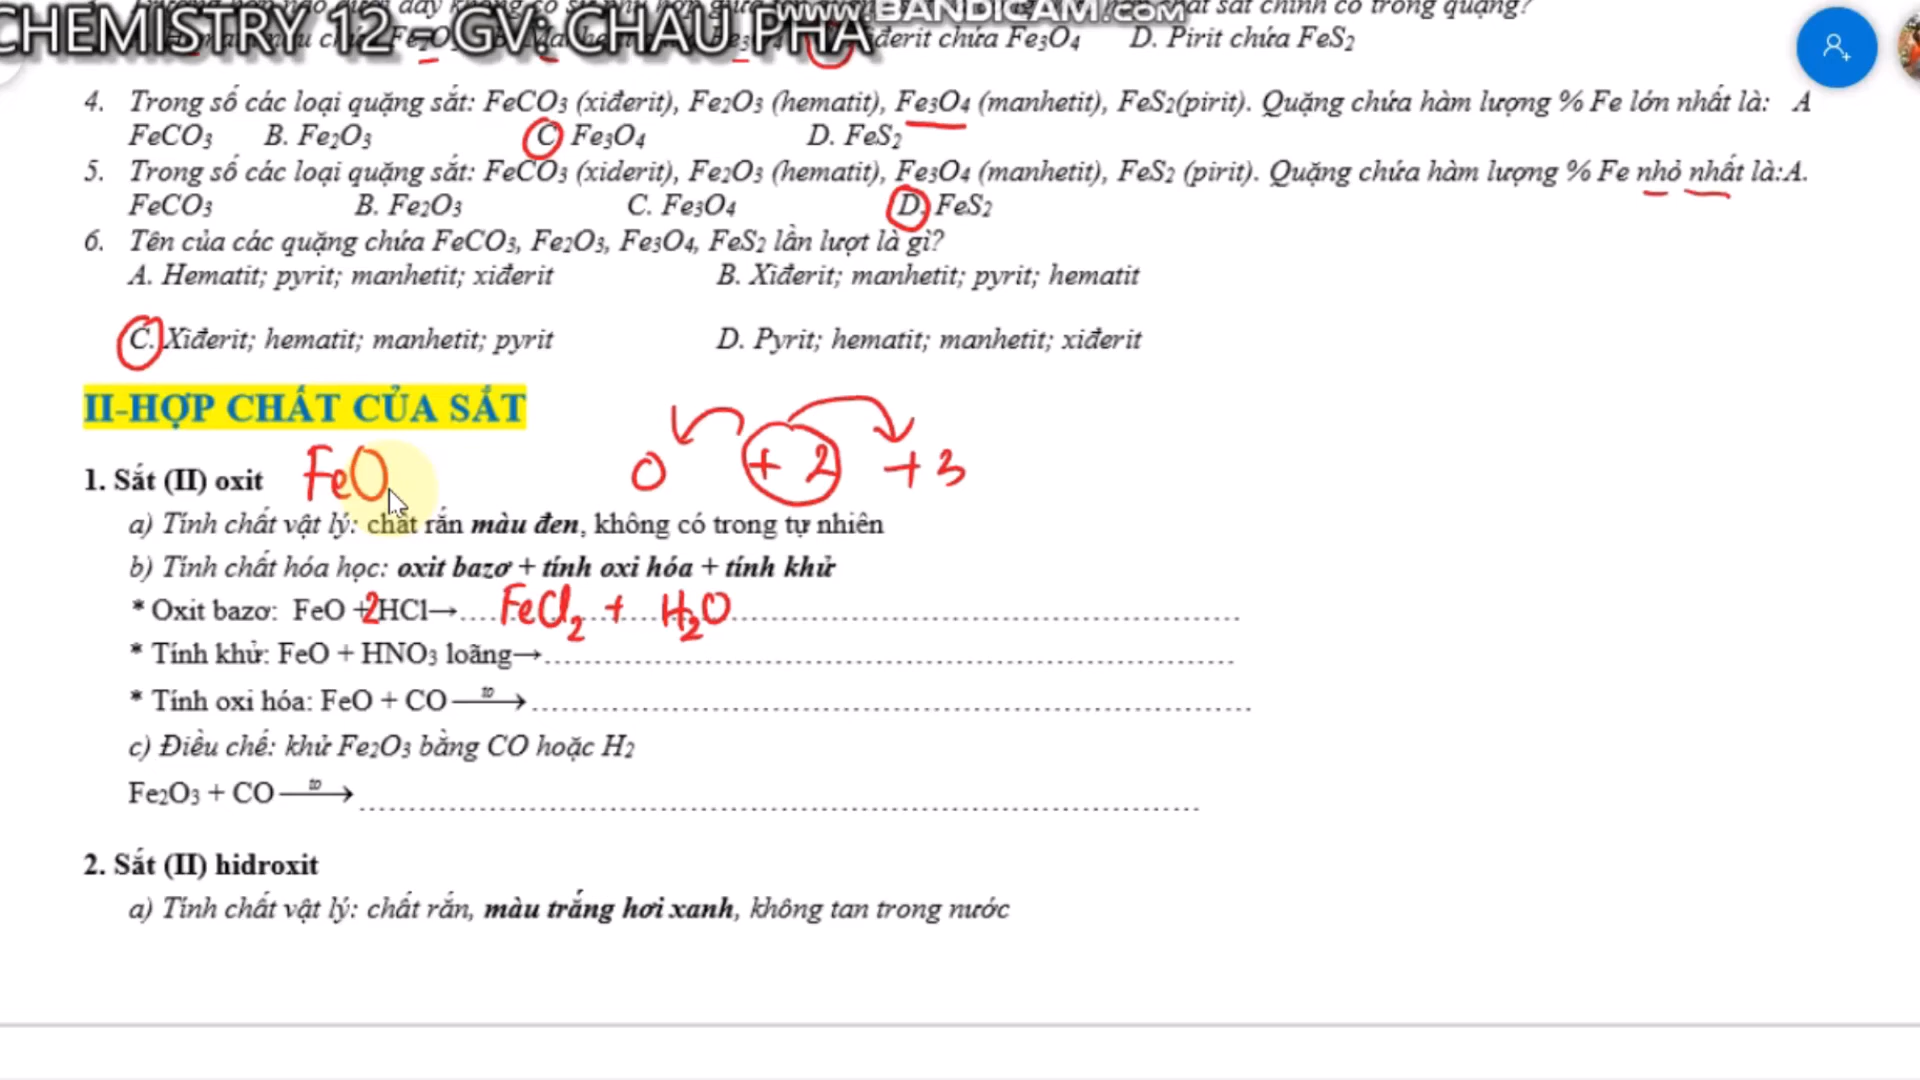 WWW.BANDICAM.COM
CHEMISTRY 12 - GV: CHAU PHA
xiđerit chứa Fe3O4 D. Pirit chứa FeS2
4. Trong số các loại quặng sắt: FeCO3 (xiđerit), Fe2O3 (hematit), Fe3O4 (manhetit), FeS2(pirit). Quặng chứa hàm lượng % Fe lớn nhất là: A
FeCO3 B. Fe2O3 C. Fe3O4 D. FeS2
5. Trong số các loại quặng sắt: FeCO3 (xiderit), Fe2O3 (hematit), Fe3O4 (manhetit), FeS2 (pirit). Quặng chứa hàm lượng % Fe nhỏ nhất là:A.
FeCO3 B. Fe2O3 C. Fe3O4 D. FeS2
6. Tên của các quặng chứa FeCO3, Fe2O3, Fe3O4, FeS2 lần lượt là gì?
A. Hematit; pyrit; manhetit; xiđerit B. Xiđerit; manhetit; pyrit; hematit
C. Xiđerit; hematit; manhetit; pyrit D. Pyrit; hematit; manhetit; xiđerit
II-HỢP CHẤT CỦA SẮT
0 +2 +3
1. Sắt (II) oxit FeO
a) Tính chất vật lý: chất rắn màu đen, không có trong tự nhiên
b) Tính chất hóa học: oxit bazơ + tính oxi hóa + tính khử
* Oxit bazơ: FeO + 2HCl→.... FeCl2 + H2O
* Tính khử: FeO + HNO3 loãng→
* Tính oxi hóa: FeO + CO to→
c) Điều chế: khử Fe2O3 bằng CO hoặc H2
Fe2O3 + CO to→
2. Sắt (II) hidroxit
a) Tính chất vật lý: chất rắn, màu trắng hơi xanh, không tan trong nước